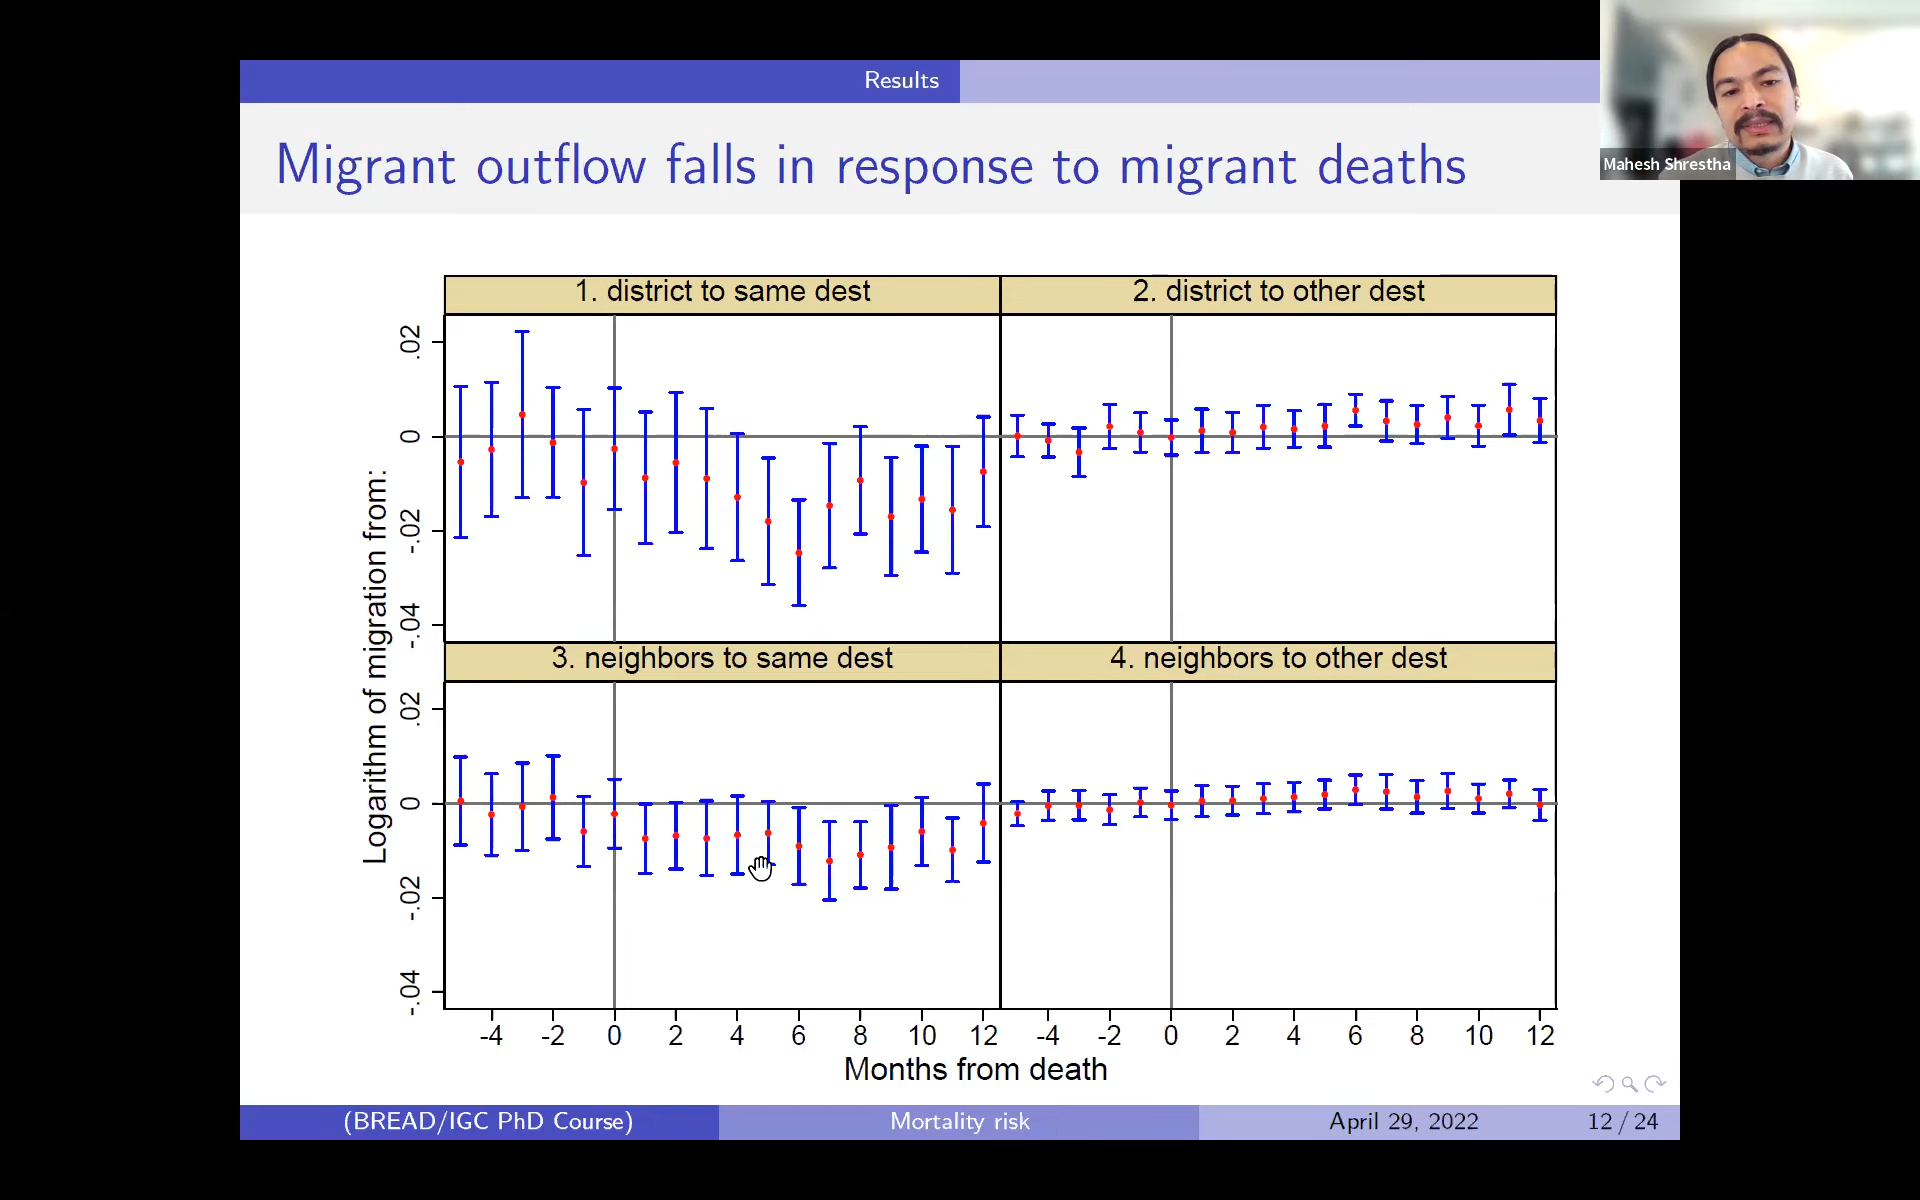 Results
Mahesh Shrestha
Migrant outflow falls in response to migrant deaths
Logarithm of migration from:
1. district to same dest
2. district to other dest
.02
0
-.02
-.04
3. neighbors to same dest
4. neighbors to other dest
.02
0
-.02
-.04
-4 -2 0 2 4 6 8 10 12 -4 -2 0 2 4 6 8 10 12
Months from death
(BREAD/IGC PhD Course) Mortality risk April 29, 2022 12 / 24